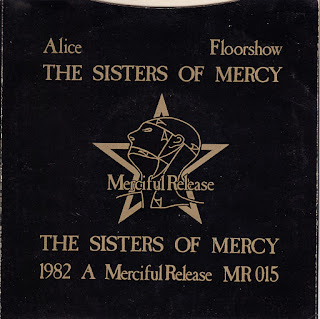 Alice Floorshow
THE SISTERS OF MERCY
Merciful Release
THE SISTERS OF MERCY
1982 A Merciful Release MR 015